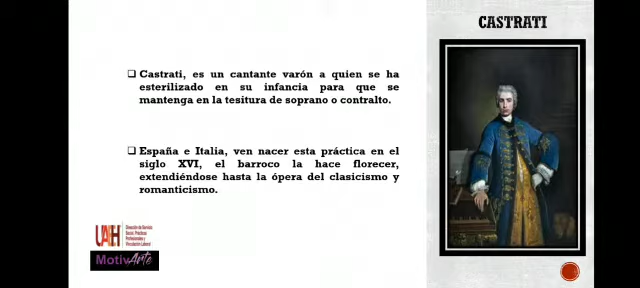 CASTRATI
❑ Castrati, es un cantante varón a quien se ha
esterilizado en su infancia para que se
mantenga en la tesitura de soprano o contralto.
❑ España e Italia, ven nacer esta práctica en el
siglo XVI, el barroco la hace florecer,
extendiéndose hasta la ópera del clasicismo y
romanticismo.
UAEH
Dirección de Servicio
Social, Prácticas
Profesionales y
Vinculación Laboral
MotivArte